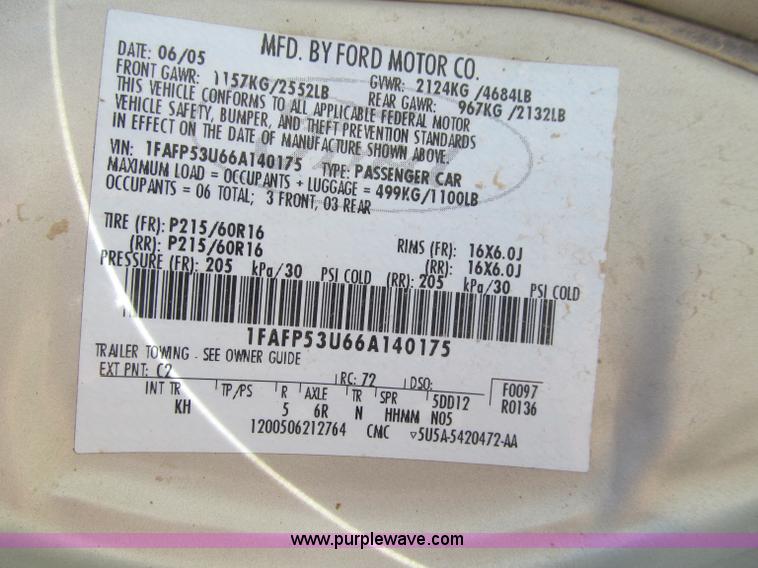 MFD. BY FORD MOTOR CO.
DATE: 06/05 GVWR: 2124KG /4684LB
FRONT GAWR: 1157KG/2552LB REAR GAWR: 967KG /2132LB
THIS VEHICLE CONFORMS TO ALL APPLICABLE FEDERAL MOTOR
VEHICLE SAFETY, BUMPER, AND THEFT PREVENTION STANDARDS
IN EFFECT ON THE DATE OF MANUFACTURE SHOWN ABOVE.
VIN: 1FAFP53U66A140175 TYPE: PASSENGER CAR
MAXIMUM LOAD = OCCUPANTS + LUGGAGE = 499KG/1100LB
OCCUPANTS = 06 TOTAL; 3 FRONT, 03 REAR
TIRE (FR): P215/60R16 RIMS (FR): 16X6.0J
(RR): P215/60R16 (RR): 16X6.0J
PRESSURE (FR): 205 kPa/30 PSI COLD (RR): 205 kPa/30 PSI COLD
1FAFP53U66A140175
TRAILER TOWING - SEE OWNER GUIDE
EXT PNT: C2 RC: 72 DSO: F0097
INT TR TP/PS R AXLE TR SPR 5DD12 R0136
KH 5 6R N HHMM N05
1200506212764 CMC ▽5U5A-5420472-AA
www.purplewave.com